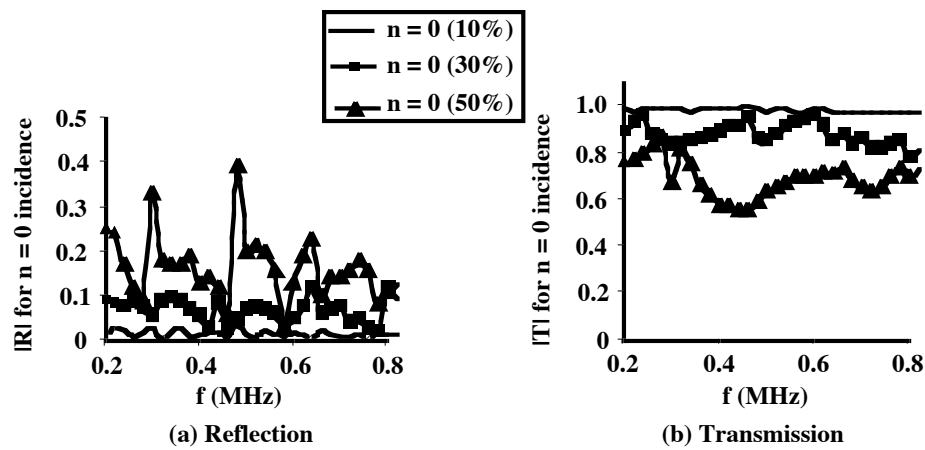 n = 0 (10%)
n = 0 (30%)
n = 0 (50%)
|R| for n = 0 incidence
0.5
0.4
0.3
0.2
0.1
0
0.2
0.4
0.6
0.8
f (MHz)
(a) Reflection
|T| for n = 0 incidence
1.0
0.8
0.6
0.4
0.2
0
0.2
0.4
0.6
0.8
f (MHz)
(b) Transmission